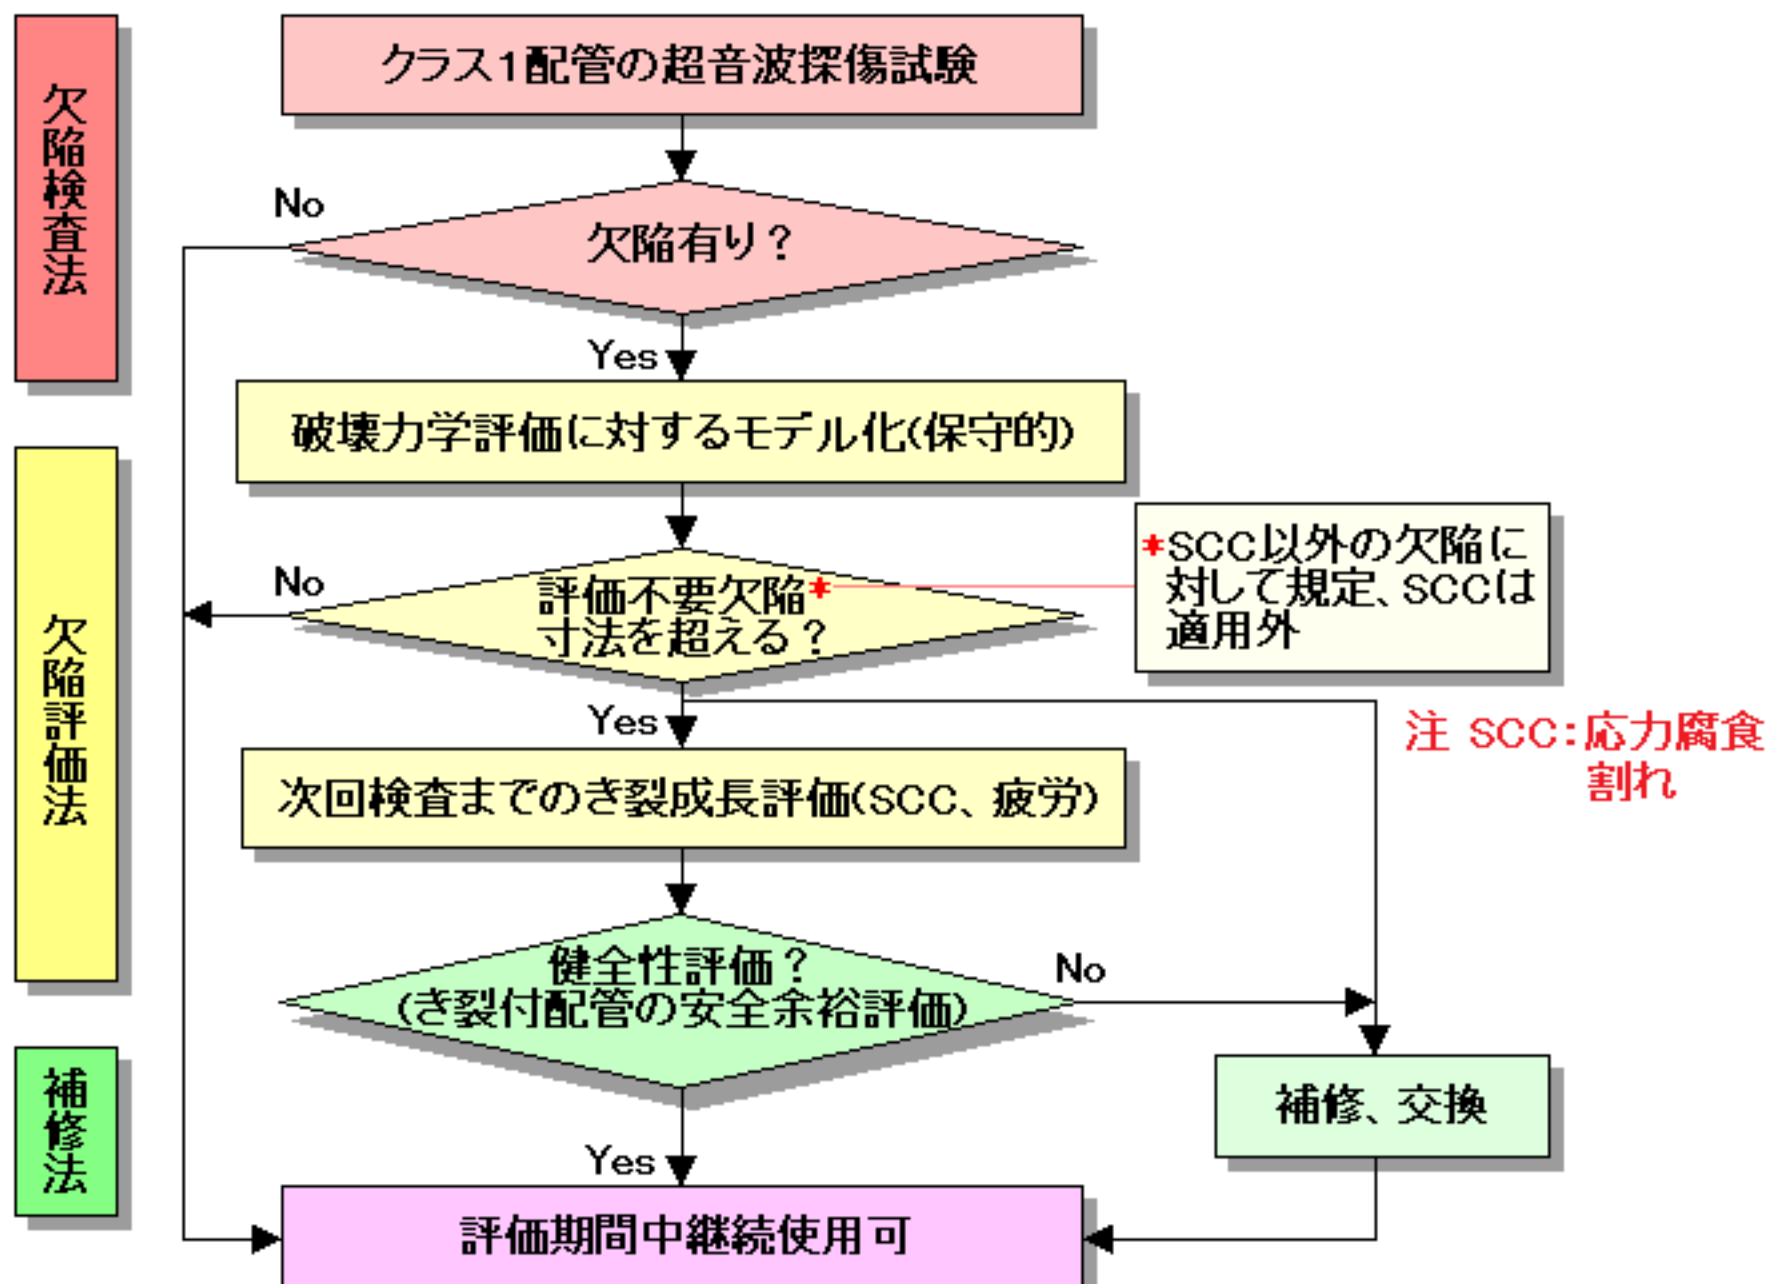 欠陥検査法
クラス1配管の超音波探傷試験
No
欠陥有り？
Yes
破壊力学評価に対するモデル化(保守的)
欠陥評価法
No
評価不要欠陥*
寸法を超える？
*SCC以外の欠陥に
対して規定、SCCは
適用外
Yes
注 SCC:応力腐食
割れ
次回検査までのき裂成長評価(SCC、疲労)
健全性評価？
(き裂付配管の安全余裕評価)
No
補修法
補修、交換
Yes
評価期間中継続使用可